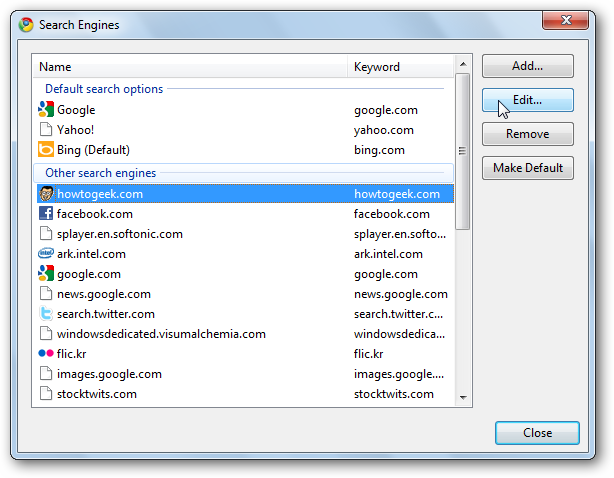 Search Engines
Name Keyword
Default search options
Google google.com
Yahoo! yahoo.com
Bing (Default) bing.com
Other search engines
howtogeek.com howtogeek.com
facebook.com facebook.com
splayer.en.softonic.com splayer.en.softo...
ark.intel.com ark.intel.com
google.com google.com
news.google.com news.google.com
search.twitter.com search.twitter.c...
windowsdedicated.visumalchemia.com windowsdedica...
flic.kr flic.kr
images.google.com images.google....
stocktwits.com stocktwits.com
Add...
Edit...
Remove
Make Default
Close